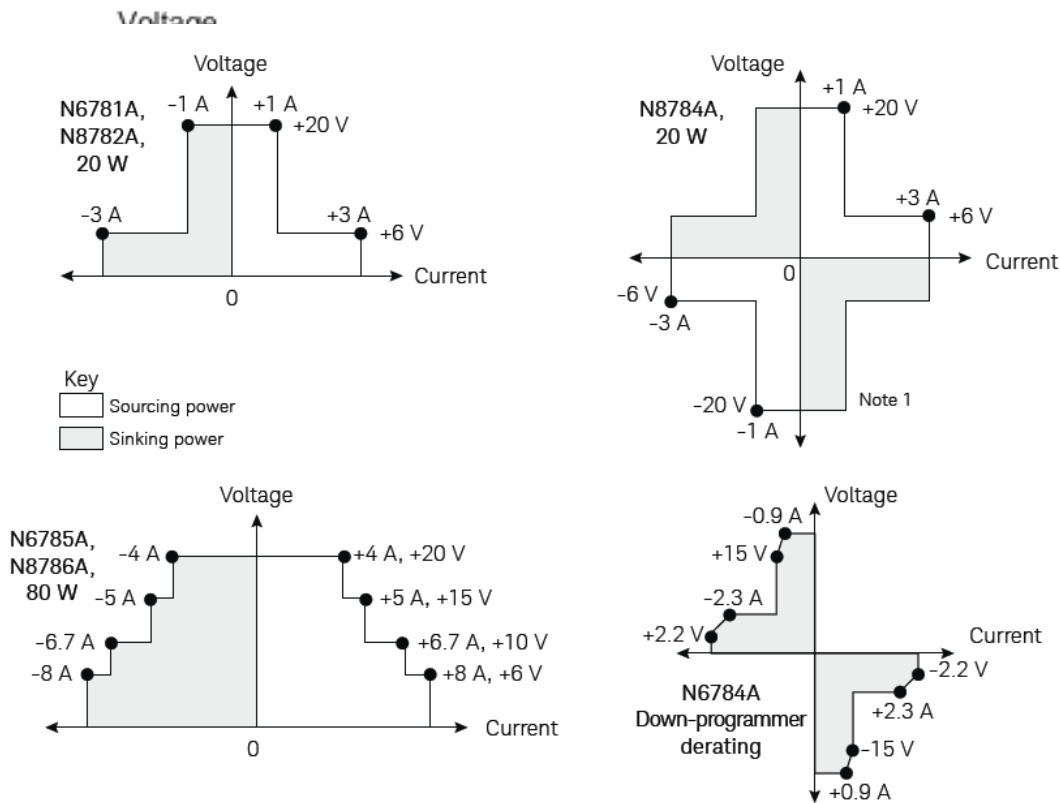 Voltage
Voltage
N6781A,
N8782A,
20 W
–1 A
+1 A
+20 V
–3 A
+3 A
+6 V
Current
0
Voltage
N8784A,
20 W
+1 A
+20 V
+3 A
+6 V
0
Current
–6 V
–3 A
–20 V
–1 A
Note 1
Key
Sourcing power
Sinking power
Voltage
N6785A,
N8786A,
80 W
–4 A
+4 A, +20 V
–5 A
+5 A, +15 V
–6.7 A
+6.7 A, +10 V
–8 A
+8 A, +6 V
Current
0
Voltage
–0.9 A
+15 V
–2.3 A
+2.2 V
Current
–2.2 V
N6784A
Down-programmer
derating
+2.3 A
–15 V
+0.9 A